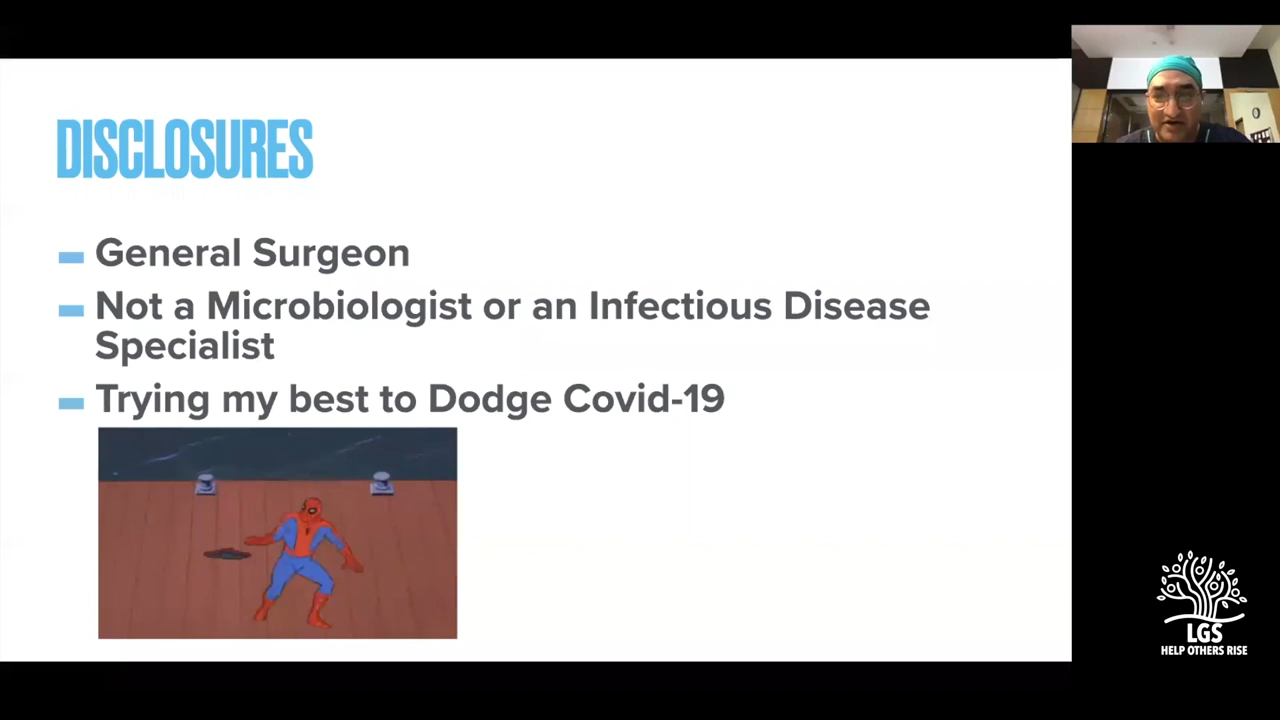 DISCLOSURES
General Surgeon
Not a Microbiologist or an Infectious Disease
Specialist
Trying my best to Dodge Covid-19
LGS
HELP OTHERS RISE